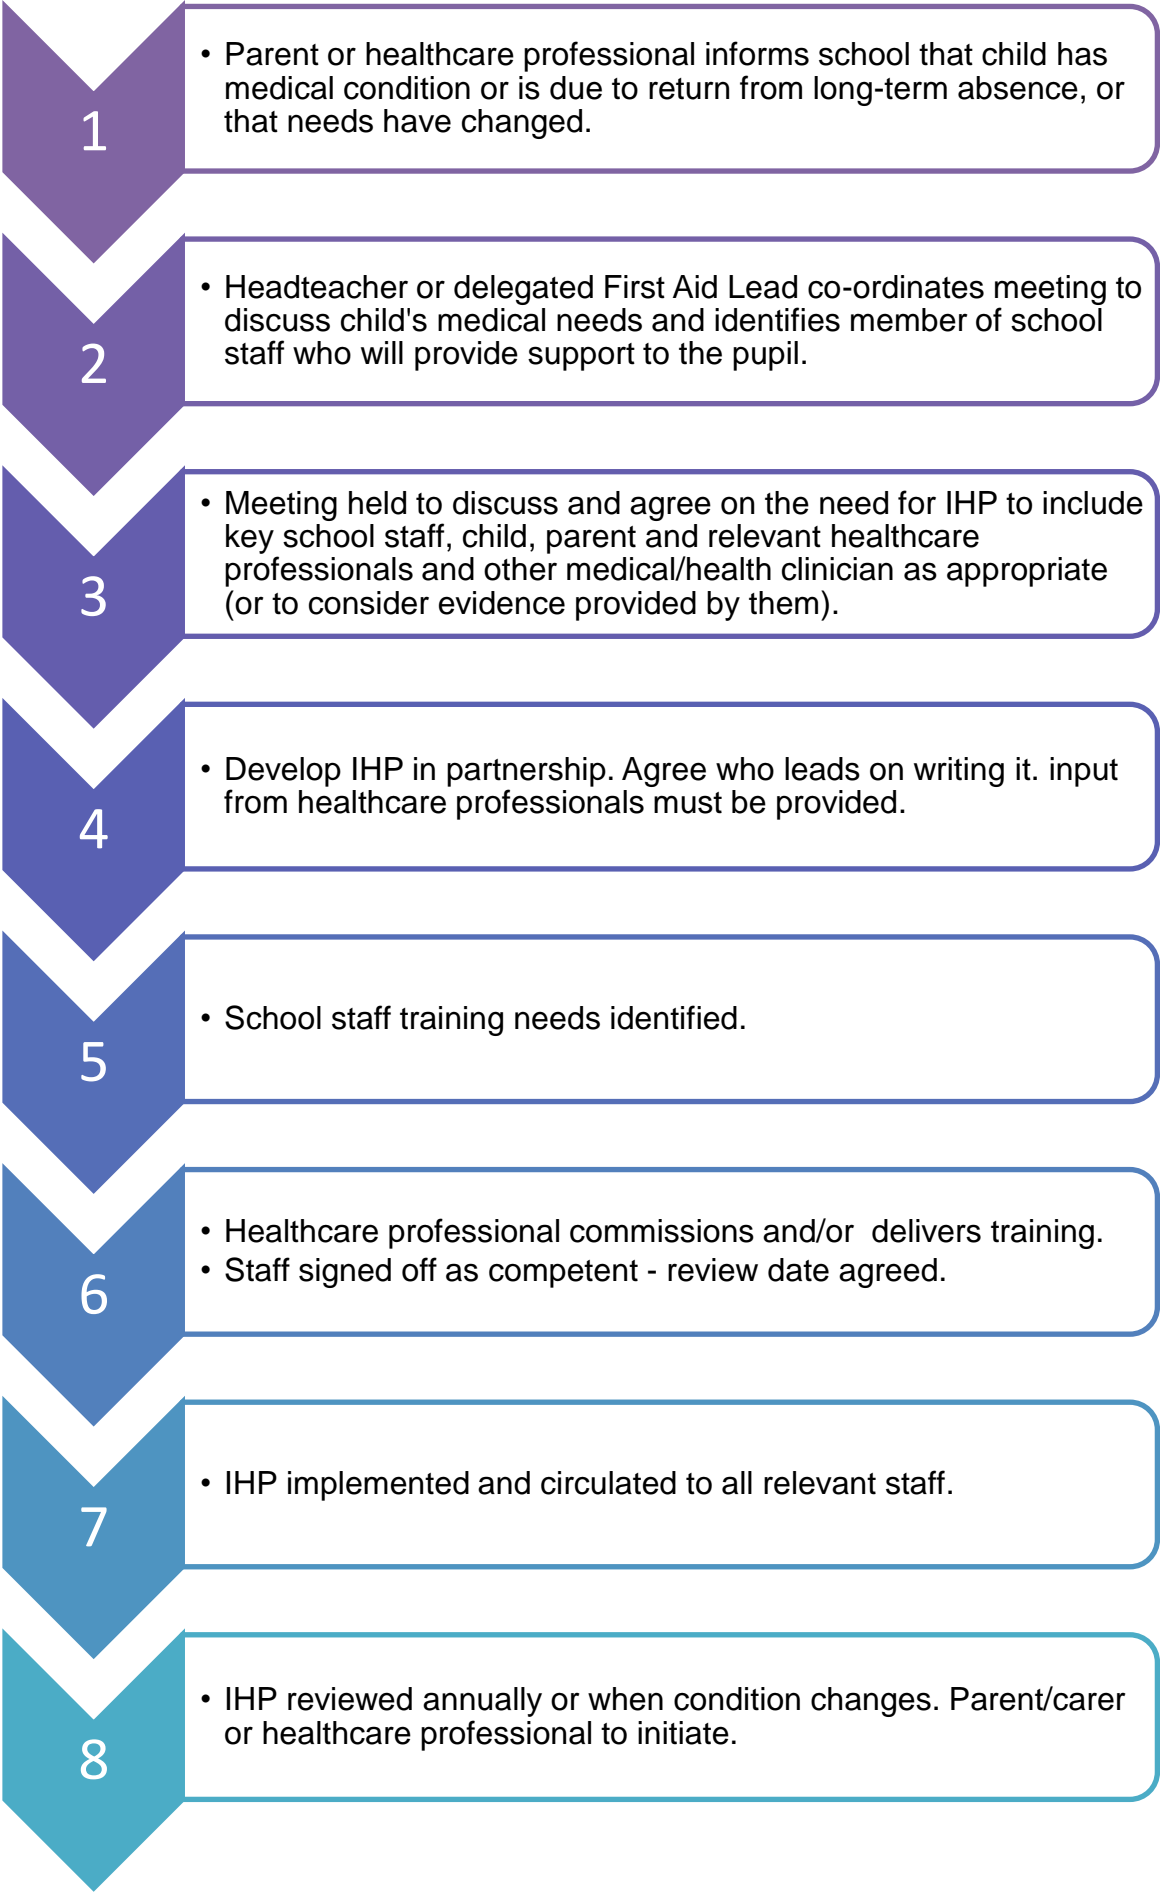 1
• Parent or healthcare professional informs school that child has
medical condition or is due to return from long-term absence, or
that needs have changed.
2
• Headteacher or delegated First Aid Lead co-ordinates meeting to
discuss child's medical needs and identifies member of school
staff who will provide support to the pupil.
3
• Meeting held to discuss and agree on the need for IHP to include
key school staff, child, parent and relevant healthcare
professionals and other medical/health clinician as appropriate
(or to consider evidence provided by them).
4
• Develop IHP in partnership. Agree who leads on writing it. input
from healthcare professionals must be provided.
5
• School staff training needs identified.
6
• Healthcare professional commissions and/or  delivers training.
• Staff signed off as competent - review date agreed.
7
• IHP implemented and circulated to all relevant staff.
8
• IHP reviewed annually or when condition changes. Parent/carer
or healthcare professional to initiate.